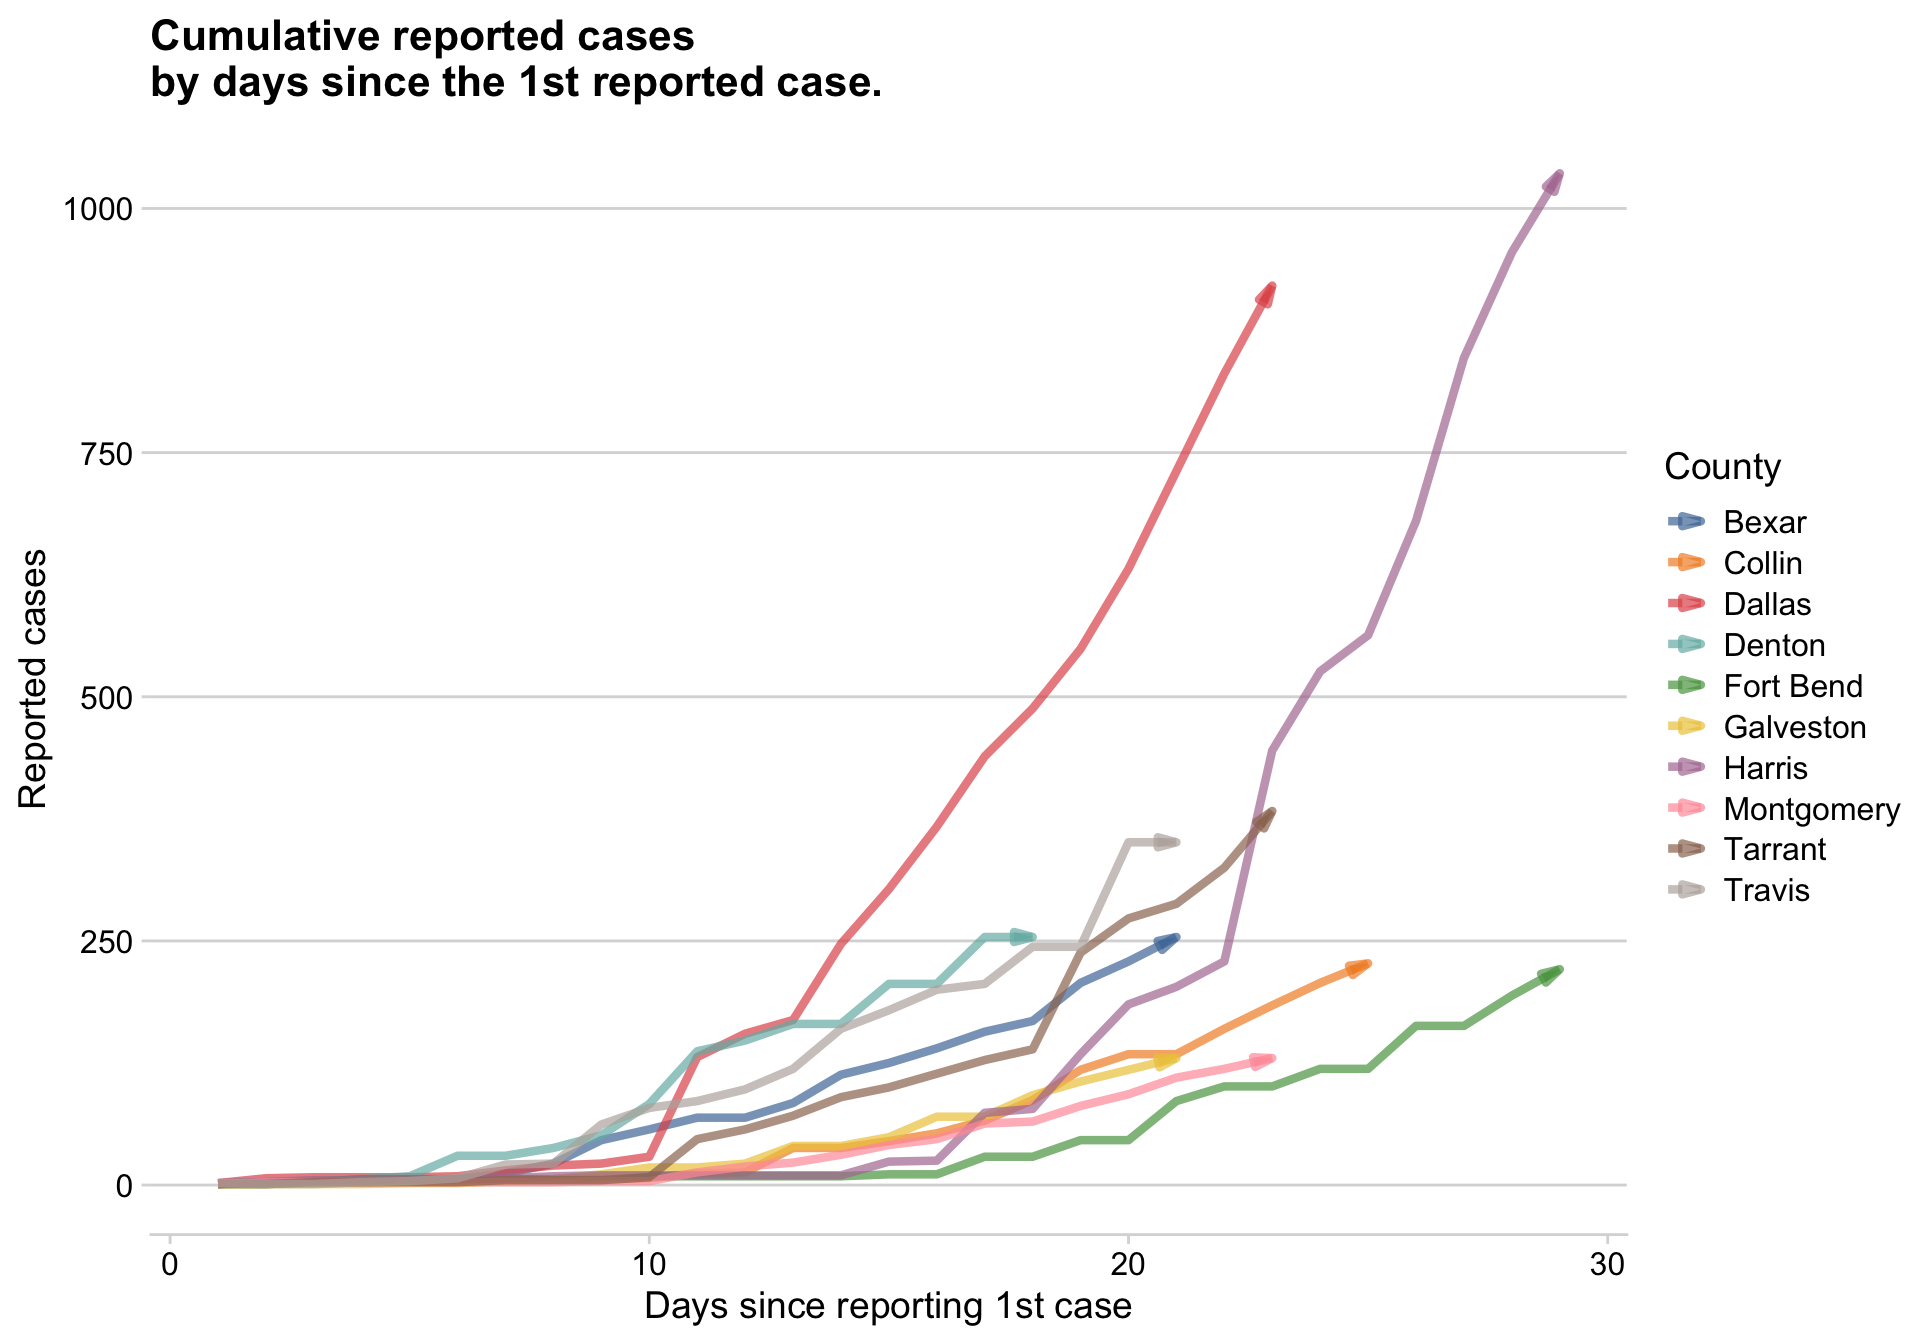 Cumulative reported cases
by days since the 1st reported case.
1000
750
500
250
0
Reported cases
0
10
20
30
Days since reporting 1st case
County
Bexar
Collin
Dallas
Denton
Fort Bend
Galveston
Harris
Montgomery
Tarrant
Travis